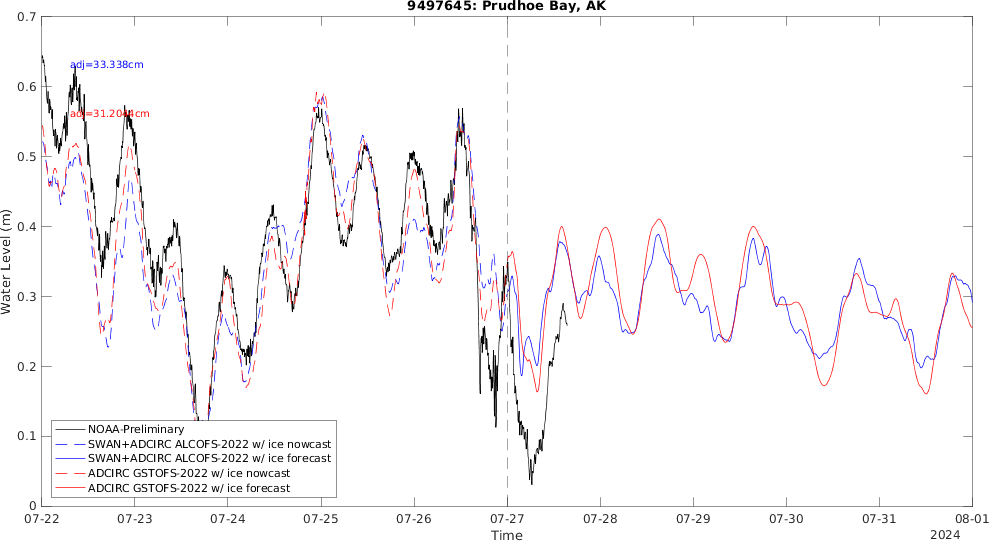 9497645: Prudhoe Bay, AK
0.7
0.6
0.5
0.4
0.3
0.2
0.1
0
Water Level (m)
adj=33.338cm
adj=31.2044cm
NOAA-Preliminary
SWAN+ADCIRC ALCOFS-2022 w/ ice nowcast
SWAN+ADCIRC ALCOFS-2022 w/ ice forecast
ADCIRC GSTOFS-2022 w/ ice nowcast
ADCIRC GSTOFS-2022 w/ ice forecast
07-22 07-23 07-24 07-25 07-26 07-27 07-28 07-29 07-30 07-31 08-01
Time
2024